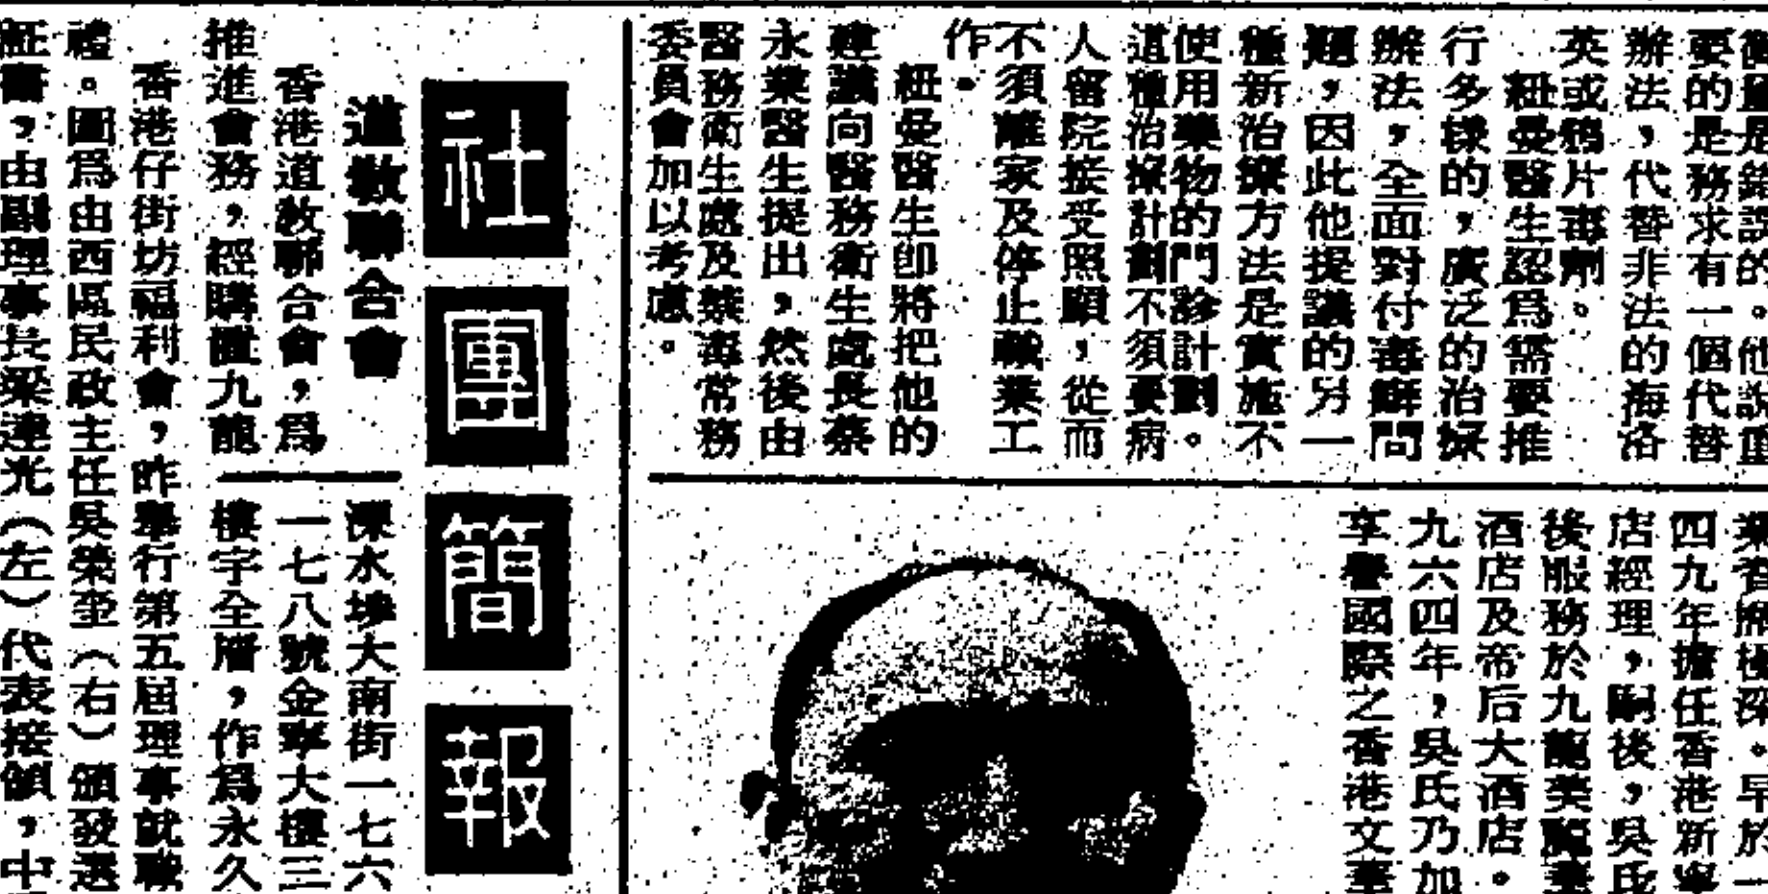 要的是務求有一個代替
辦法，代替非法的海洛
英或鴉片毒劑。
紐曼醫生認爲需要推
行多樣的，廣泛的治療
辦法，全面對付毒癖問
題，因此他提議的另一
種新治療方法是實施不
使用藥物的門診計劃。
道種治療計劃不須要病
人留院接受照顧，從而
不須離家及停止職業工
作。
紐曼醫生卽將把他的
建議向醫務衛生處長蔡
永業醫生提出，然後由
醫務衛生處及禁毒常務
委員會加以考慮。
四九年擔任香港新寧
店經理，嗣後，吳氏
後服務於九龍美麗華
酒店及帝后大酒店。
九六四年，吳氏乃加
享譽國際之香港文華
社團簡報
道敎聯合會
香港道敎聯合會，爲
推進會務，經購置九龍
深水埗大南街一七六
一七八號金寧大樓三
樓宇全層，作爲永久
香港仔街坊福利會，昨舉行第五屆理事就職
禮。圖爲由西區民政主任吳榮奎（右）頒發選
証書，由副理事長梁連光（左）代表接領，中